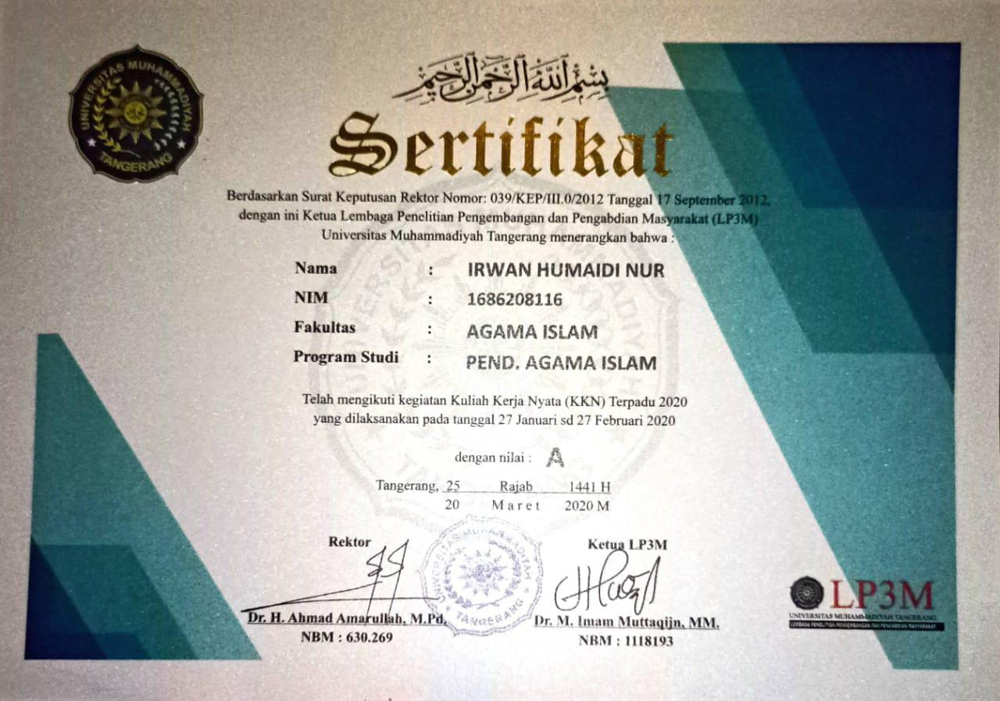 UNIVERSITAS MUHAMMADIYAH
TANGERANG
بِسْمِ اللَّهِ الرَّحْمَنِ الرَّحِيمِ
Sertifikat
Berdasarkan Surat Keputusan Rektor Nomor: 039/KEP/III.0/2012 Tanggal 17 September 2012,
dengan ini Ketua Lembaga Penelitian Pengembangan dan Pengabdian Masyarakat (LP3M)
Universitas Muhammadiyah Tangerang menerangkan bahwa :
Nama : IRWAN HUMAIDI NUR
NIM : 1686208116
Fakultas : AGAMA ISLAM
Program Studi : PEND. AGAMA ISLAM
Telah mengikuti kegiatan Kuliah Kerja Nyata (KKN) Terpadu 2020
yang dilaksanakan pada tanggal 27 Januari sd 27 Februari 2020
dengan nilai : A
Tangerang, 25 Rajab 1441 H
20 Maret 2020 M
Rektor
Ketua LP3M
UNIVERSITAS MUHAMMADIYAH
TANGERANG
Dr. H. Ahmad Amarullah, M.Pd.
NBM : 630.269
Dr. M. Imam Muttaqijn, MM.
NBM : 1118193
LP3M
UNIVERSITAS MUHAMMADIYAH TANGERANG
LEMBAGA PENELITIAN PENGEMBANGAN DAN PENGABDIAN MASYARAKAT